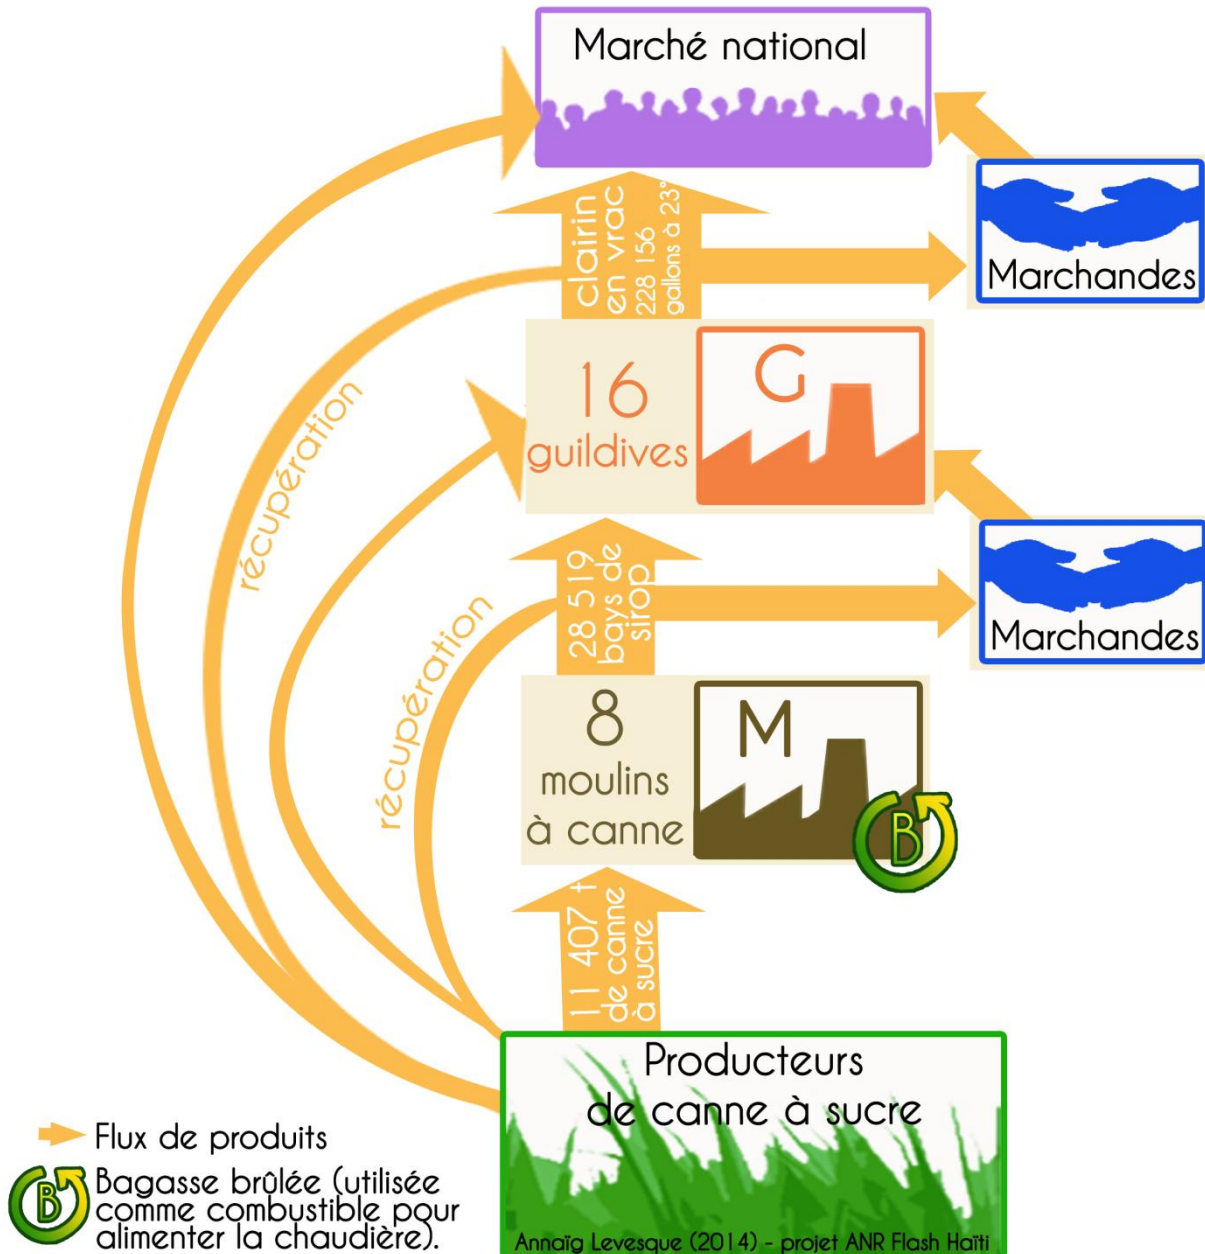 Marché national
clairin
en vrac
228 156
gallons à 23°
Marchandes
récupération
16
guildives
G
28 519
bays de
sirop
Marchandes
récupération
8
moulins
à canne
M
B
11 407 t
de canne
à sucre
Producteurs
de canne à sucre
Flux de produits
B
Bagasse brûlée (utilisée
comme combustible pour
alimenter la chaudière).
Annaïg Levesque (2014) - projet ANR Flash Haïti